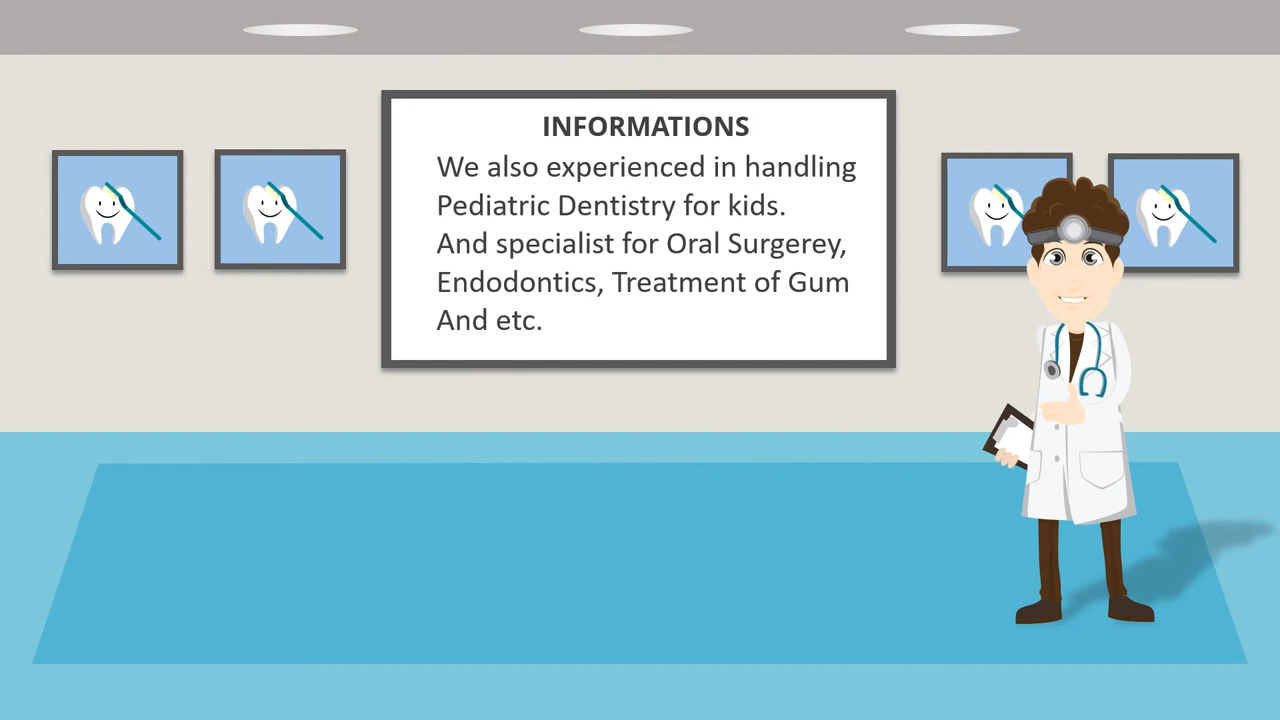 INFORMATIONS
We also experienced in handling
Pediatric Dentistry for kids.
And specialist for Oral Surgerey,
Endodontics, Treatment of Gum
And etc.